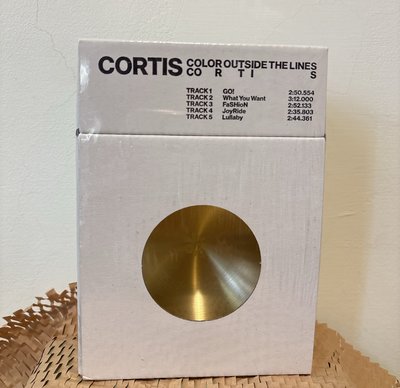 CORTIS COLOR OUTSIDE THE LINES
CO R T I S
TRACK 1 GO! 2:50.554
TRACK 2 What You Want 3:12.000
TRACK 3 FaSHioN 2:52.133
TRACK 4 JoyRide 2:35.803
TRACK 5 Lullaby 2:44.361